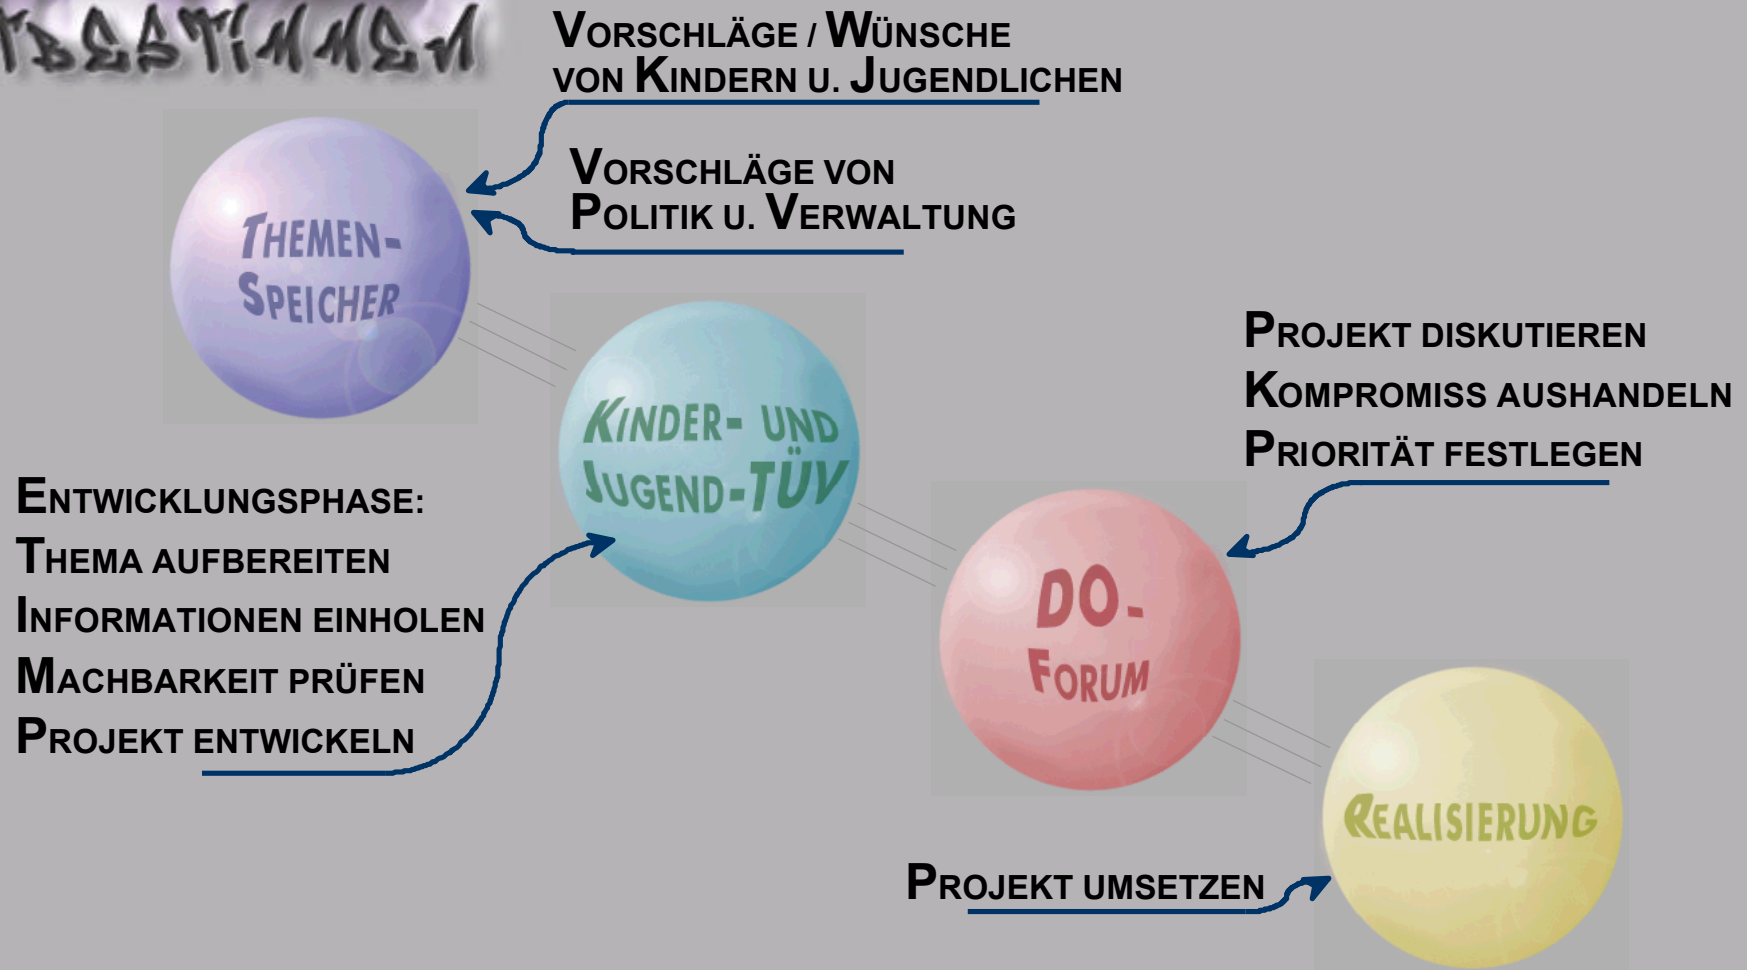 VORSCHLÄGE / WÜNSCHE
VON KINDERN U. JUGENDLICHEN
VORSCHLÄGE VON
POLITIK U. VERWALTUNG
THEMEN-
SPEICHER
KINDER- UND
JUGEND-TÜV
PROJEKT DISKUTIEREN
KOMPROMISS AUSHANDELN
PRIORITÄT FESTLEGEN
ENTWICKLUNGSPHASE:
THEMA AUFBEREITEN
INFORMATIONEN EINHOLEN
MACHBARKEIT PRÜFEN
PROJEKT ENTWICKELN
DO-
FORUM
REALISIERUNG
PROJEKT UMSETZEN